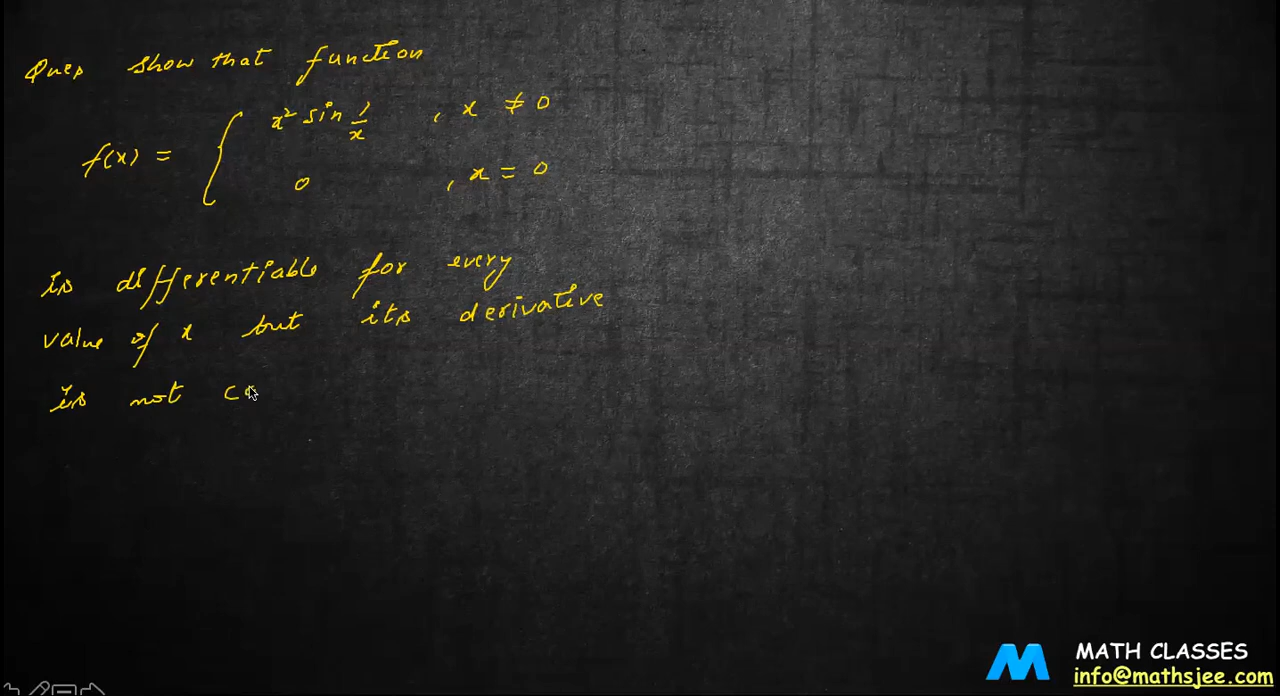 Ques show that function
f(x) = { x² sin 1/x , x ≠ 0
0 , x = 0
is differentiable for every
value of x but its derivative
is not co
MATH CLASSES
info@mathsjee.com